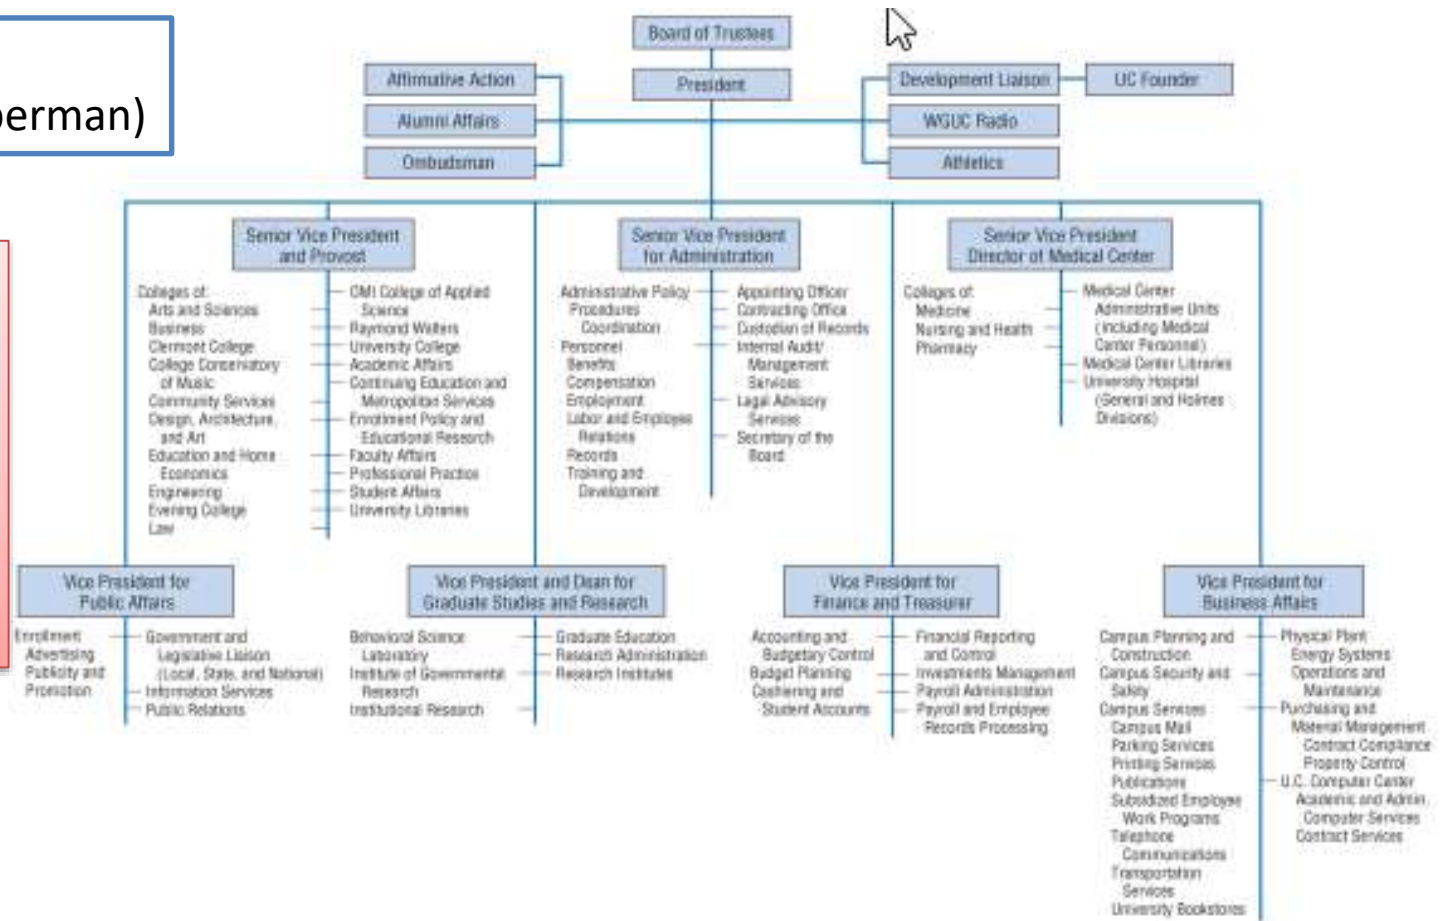 perman)
Board of Trustees
President
Affirmative Action
Alumni Affairs
Ombudsman
Development Liaison
UC Founder
WGUC Radio
Athletics
Senior Vice President
and Provost
Colleges of:
Arts and Sciences
Business
Clermont College
College Conservatory
of Music
Community Services
Design, Architecture,
and Art
Education and Home
Economics
Engineering
Evening College
Law
OMI College of Applied
Science
Raymond Walters
University College
Academic Affairs
Continuing Education and
Metropolitan Services
Enrollment Policy and
Educational Research
Faculty Affairs
Professional Practice
Student Affairs
University Libraries
Senior Vice President
for Administration
Administrative Policy
Procedures
Coordination
Personnel
Benefits
Compensation
Employment
Labor and Employee
Relations
Records
Training and
Development
Appointing Officer
Contracting Office
Custodian of Records
Internal Audit/
Management
Services
Legal Advisory
Services
Secretary of the
Board
Senior Vice President
Director of Medical Center
Colleges of:
Medicine
Nursing and Health
Pharmacy
Medical Center
Administrative Units
(Including Medical
Center Personnel)
Medical Center Libraries
University Hospital
(General and Holmes
Divisions)
Vice President for
Public Affairs
Enrollment
Advertising
Publicity and
Promotion
Government and
Legislative Liaison
(Local, State, and National)
Information Services
Public Relations
Vice President and Dean for
Graduate Studies and Research
Behavioral Science
Laboratory
Institute of Governmental
Research
Institutional Research
Graduate Education
Research Administration
Research Institutes
Vice President for
Finance and Treasurer
Accounting and
Budgetary Control
Budget Planning
Cashiering and
Student Accounts
Financial Reporting
and Control
Investments Management
Payroll Administration
Payroll and Employee
Records Processing
Vice President for
Business Affairs
Campus Planning and
Construction
Campus Security and
Safety
Campus Services
Campus Mail
Parking Services
Printing Services
Publications
Subsidized Employee
Work Programs
Telephone
Communications
Transportation
Services
University Bookstores
Physical Plant
Energy Systems
Operations and
Maintenance
Purchasing and
Material Management
Contract Compliance
Property Control
U.C. Computer Center
Academic and Admin.
Computer Services
Contract Services